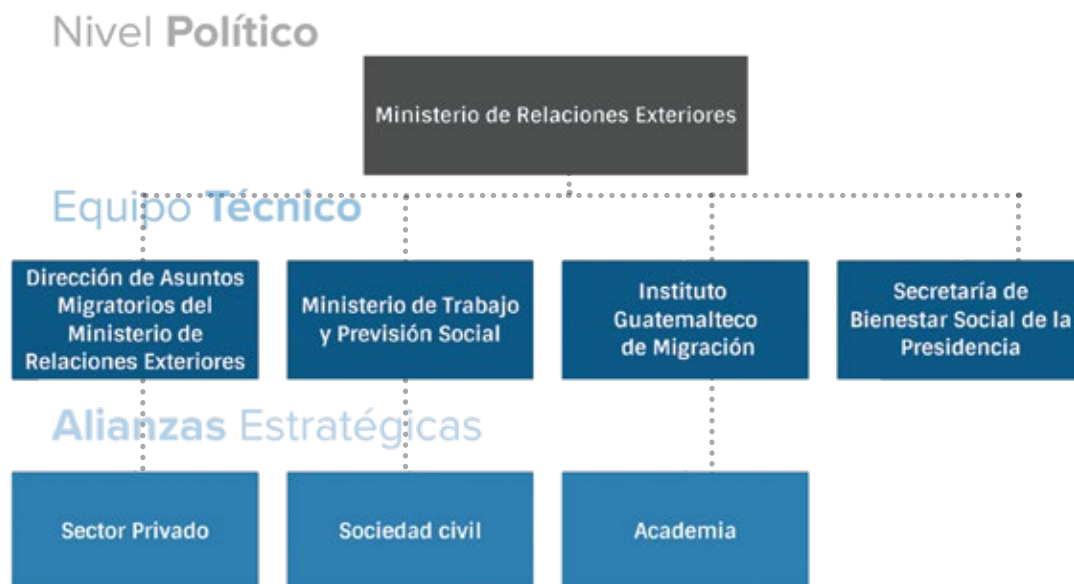 Nivel Político
Ministerio de Relaciones Exteriores
Equipo Técnico
Dirección de Asuntos
Migratorios del
Ministerio de
Relaciones Exteriores
Ministerio de Trabajo
y Previsión Social
Instituto
Guatemalteco
de Migración
Secretaría de
Bienestar Social de la
Presidencia
Alianzas Estratégicas
Sector Privado
Sociedad civil
Academia